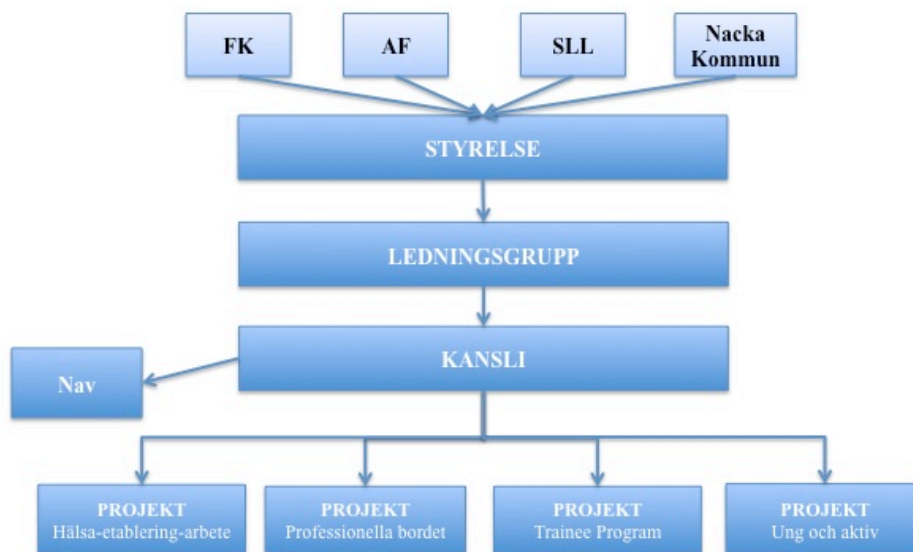 FK
AF
SLL
Nacka
Kommun
STYRELSE
LEDNINGSGRUPP
KANSLI
Nav
PROJEKT
Hälsa-etablering-arbete
PROJEKT
Professionella bordet
PROJEKT
Trainee Program
PROJEKT
Ung och aktiv